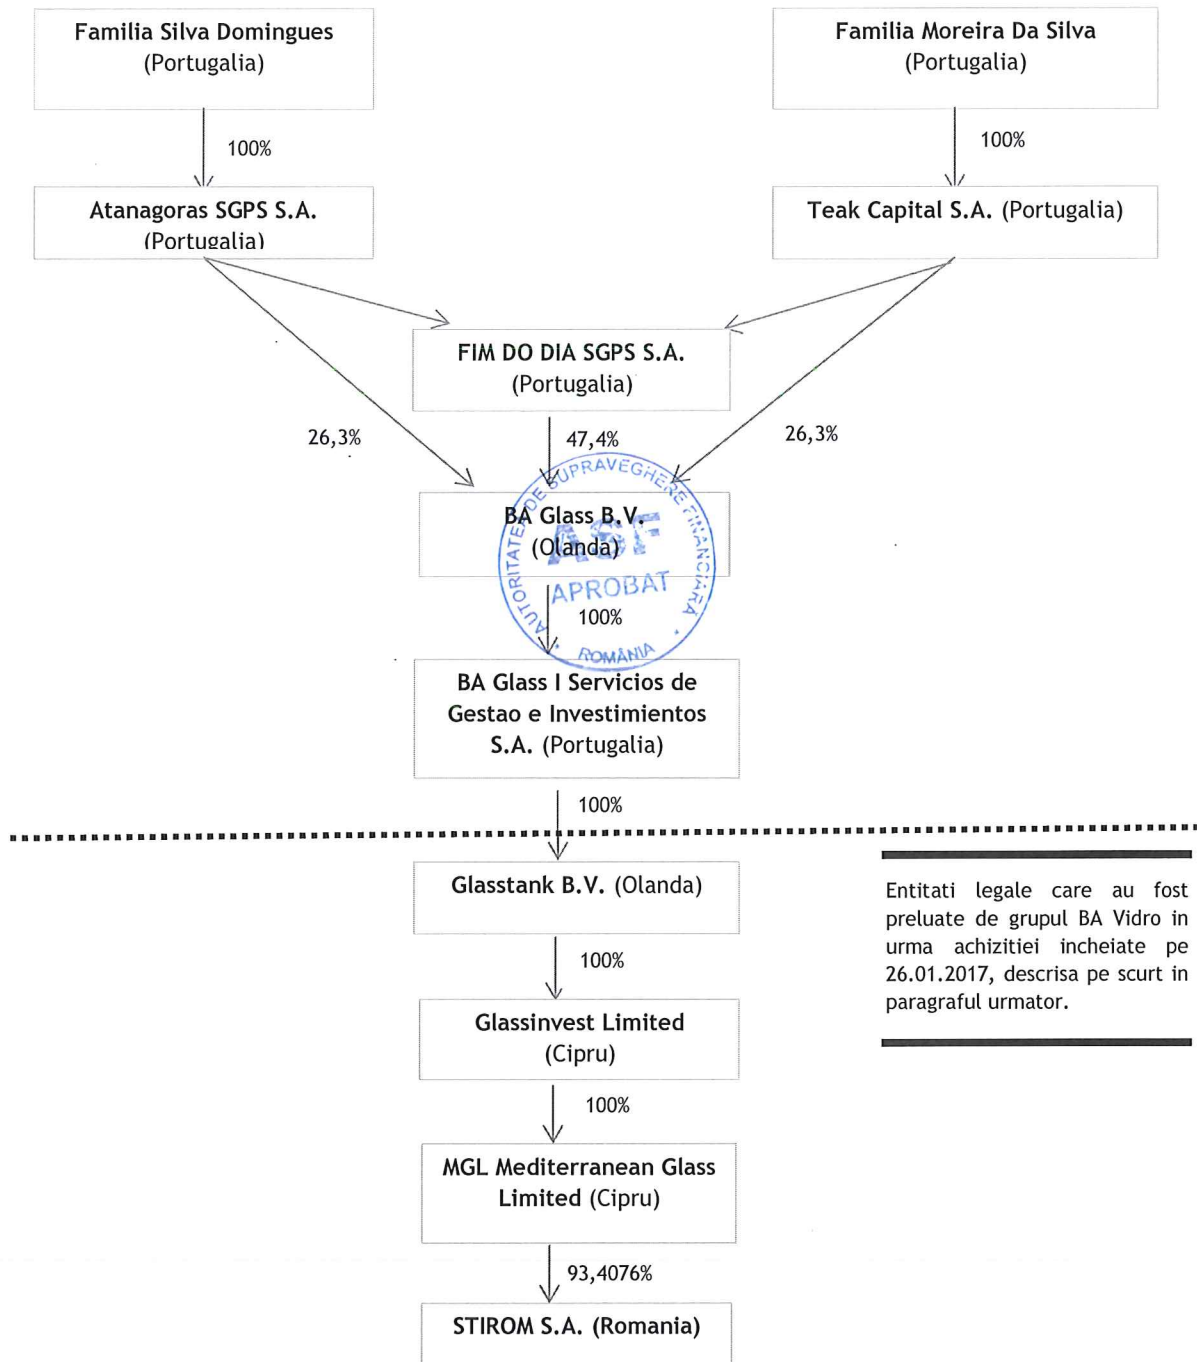 Familia Silva Domingues
(Portugalia)
Familia Moreira Da Silva
(Portugalia)
100%
100%
Atanagoras SGPS S.A.
(Portugalia)
Teak Capital S.A. (Portugalia)
FIM DO DIA SGPS S.A.
(Portugalia)
26,3%
47,4%
26,3%
BA Glass B.V.
(Olanda)
AUTORITATEA DE SUPRAVEGHERE FINANCIARĂ
ASF
APROBAT
ROMÂNIA
100%
BA Glass I Servicios de
Gestao e Investimientos
S.A. (Portugalia)
100%
Glasstank B.V. (Olanda)
Entitati legale care au fost
preluate de grupul BA Vidro in
urma achizitiei incheiate pe
26.01.2017, descrisa pe scurt in
paragraful urmator.
100%
Glassinvest Limited
(Cipru)
100%
MGL Mediterranean Glass
Limited (Cipru)
93,4076%
STIROM S.A. (Romania)